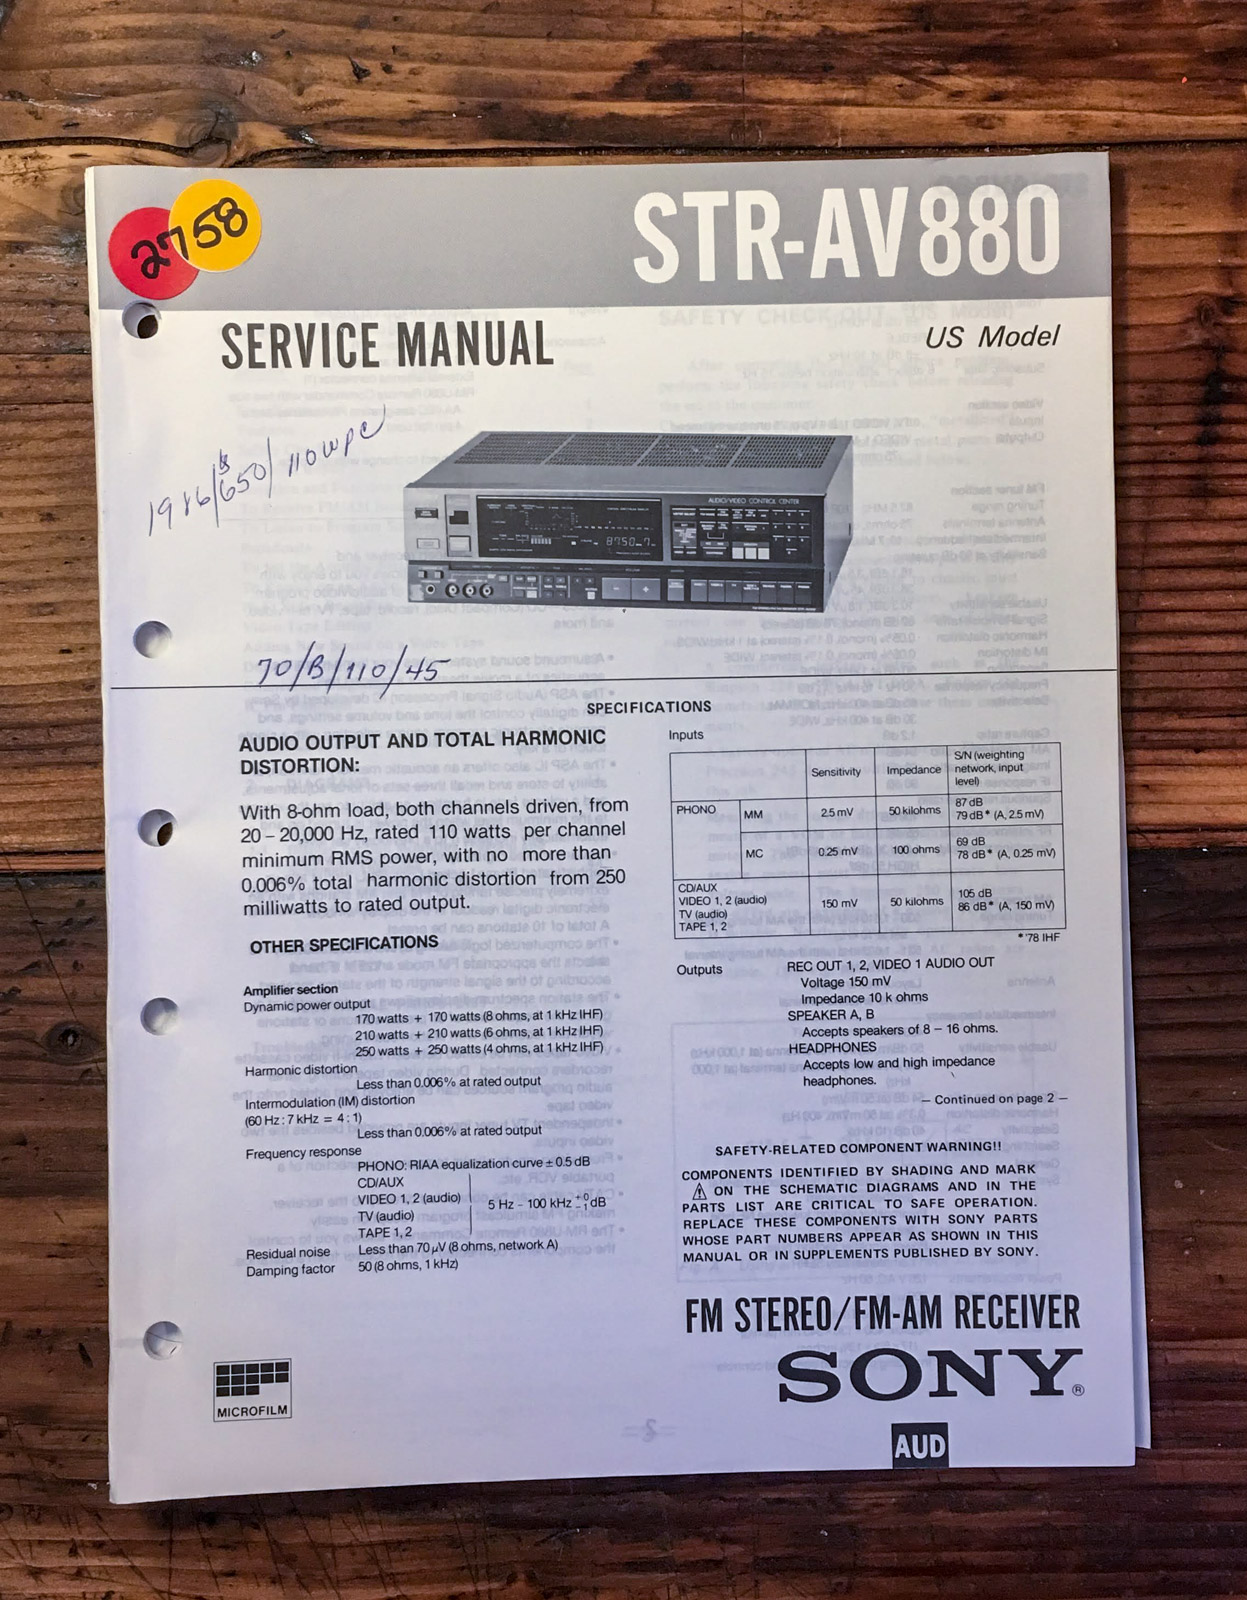 2758
STR-AV880
SERVICE MANUAL
US Model
1986/$650/110wpc
AUDIO/VIDEO CONTROL CENTER
70/B/110/45
SPECIFICATIONS
AUDIO OUTPUT AND TOTAL HARMONIC
DISTORTION:
With 8-ohm load, both channels driven, from
20 – 20,000 Hz, rated 110 watts per channel
minimum RMS power, with no more than
0.006% total harmonic distortion from 250
milliwatts to rated output.
OTHER SPECIFICATIONS
Amplifier section
Dynamic power output
170 watts + 170 watts (8 ohms, at 1 kHz IHF)
210 watts + 210 watts (6 ohms, at 1 kHz IHF)
250 watts + 250 watts (4 ohms, at 1 kHz IHF)
Harmonic distortion
Less than 0.006% at rated output
Intermodulation (IM) distortion
(60 Hz : 7 kHz = 4 : 1)
Less than 0.006% at rated output
Frequency response
PHONO: RIAA equalization curve ± 0.5 dB
CD/AUX
VIDEO 1, 2 (audio)
TV (audio)
TAPE 1, 2
5 Hz – 100 kHz +0 −1 dB
Residual noise Less than 70 µV (8 ohms, network A)
Damping factor 50 (8 ohms, 1 kHz)
Inputs
Sensitivity Impedance S/N (weighting network, input level)
PHONO MM 2.5 mV 50 kilohms 87 dB 79 dB* (A, 2.5 mV)
MC 0.25 mV 100 ohms 69 dB 78 dB* (A, 0.25 mV)
CD/AUX
VIDEO 1, 2 (audio)
TV (audio)
TAPE 1, 2
150 mV 50 kilohms 105 dB 86 dB* (A, 150 mV)
*'78 IHF
Outputs REC OUT 1, 2, VIDEO 1 AUDIO OUT
Voltage 150 mV
Impedance 10 k ohms
SPEAKER A, B
Accepts speakers of 8 – 16 ohms.
HEADPHONES
Accepts low and high impedance
headphones.
— Continued on page 2 —
SAFETY-RELATED COMPONENT WARNING!!
COMPONENTS IDENTIFIED BY SHADING AND MARK
⚠ ON THE SCHEMATIC DIAGRAMS AND IN THE
PARTS LIST ARE CRITICAL TO SAFE OPERATION.
REPLACE THESE COMPONENTS WITH SONY PARTS
WHOSE PART NUMBERS APPEAR AS SHOWN IN THIS
MANUAL OR IN SUPPLEMENTS PUBLISHED BY SONY.
FM STEREO/FM-AM RECEIVER
SONY®
MICROFILM
AUD